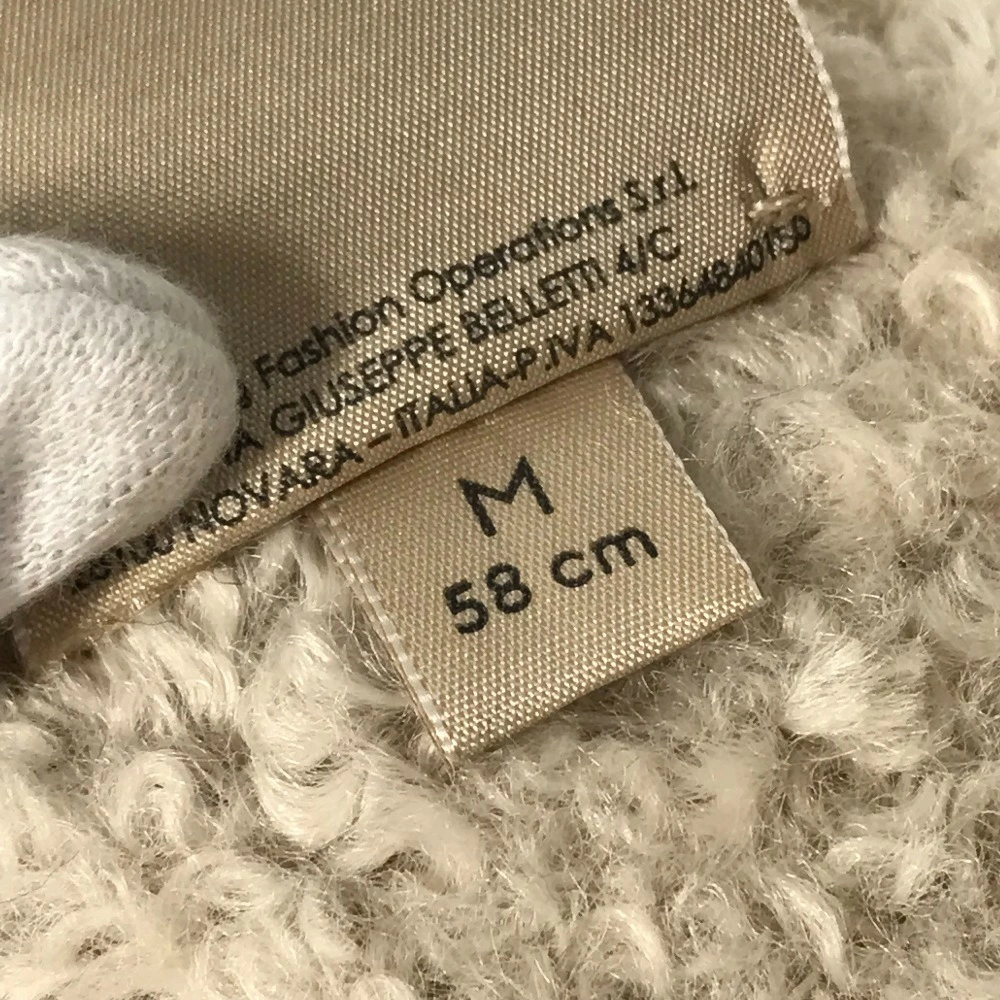 Fashion Operations S.r.l.
GIUSEPPE BELLETTI 4/C
NOVARA - ITALIA-P.IVA 13364840150
M
58 cm